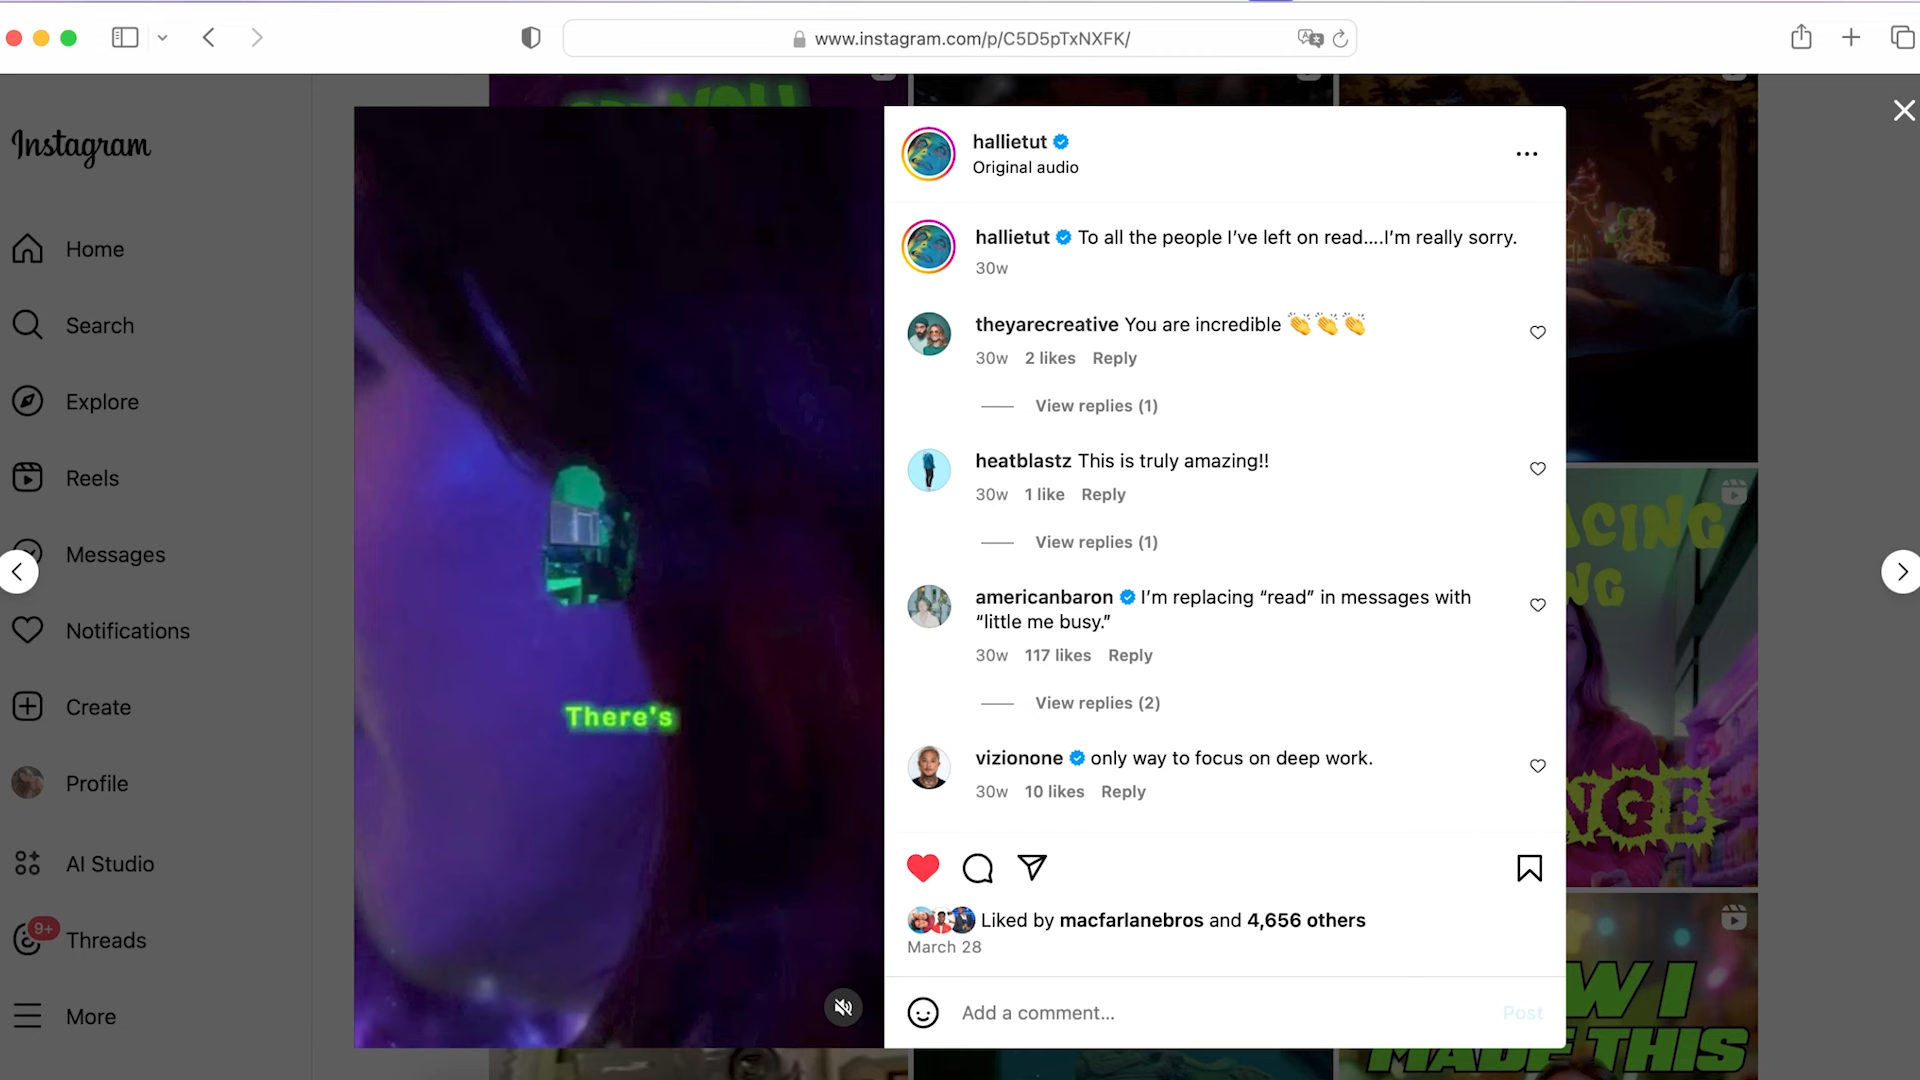 www.instagram.com/p/C5D5pTxNXFK/
Instagram
Home
Search
Explore
Reels
Messages
Notifications
Create
Profile
AI Studio
9+
Threads
More
There's
hallietut
Original audio
hallietut To all the people I’ve left on read....I’m really sorry.
30w
theyarecreative You are incredible 👏👏👏
30w 2 likes Reply
View replies (1)
heatblastz This is truly amazing!!
30w 1 like Reply
View replies (1)
americanbaron I’m replacing “read” in messages with
“little me busy.”
30w 117 likes Reply
View replies (2)
vizionone only way to focus on deep work.
30w 10 likes Reply
Liked by macfarlanebros and 4,656 others
March 28
Add a comment...
Post
W I
MADE THIS